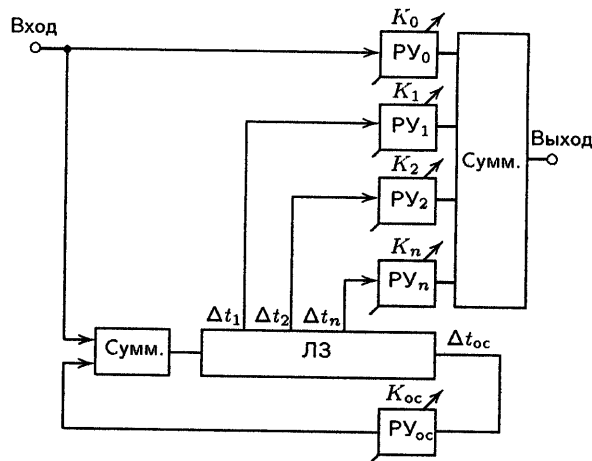 Вход
K₀
РУ₀
K₁
РУ₁
Выход
Сумм.
K₂
РУ₂
Kₙ
РУₙ
Δt₁ Δt₂ Δtₙ
Сумм.
ЛЗ
Δtос
Kос
РУос